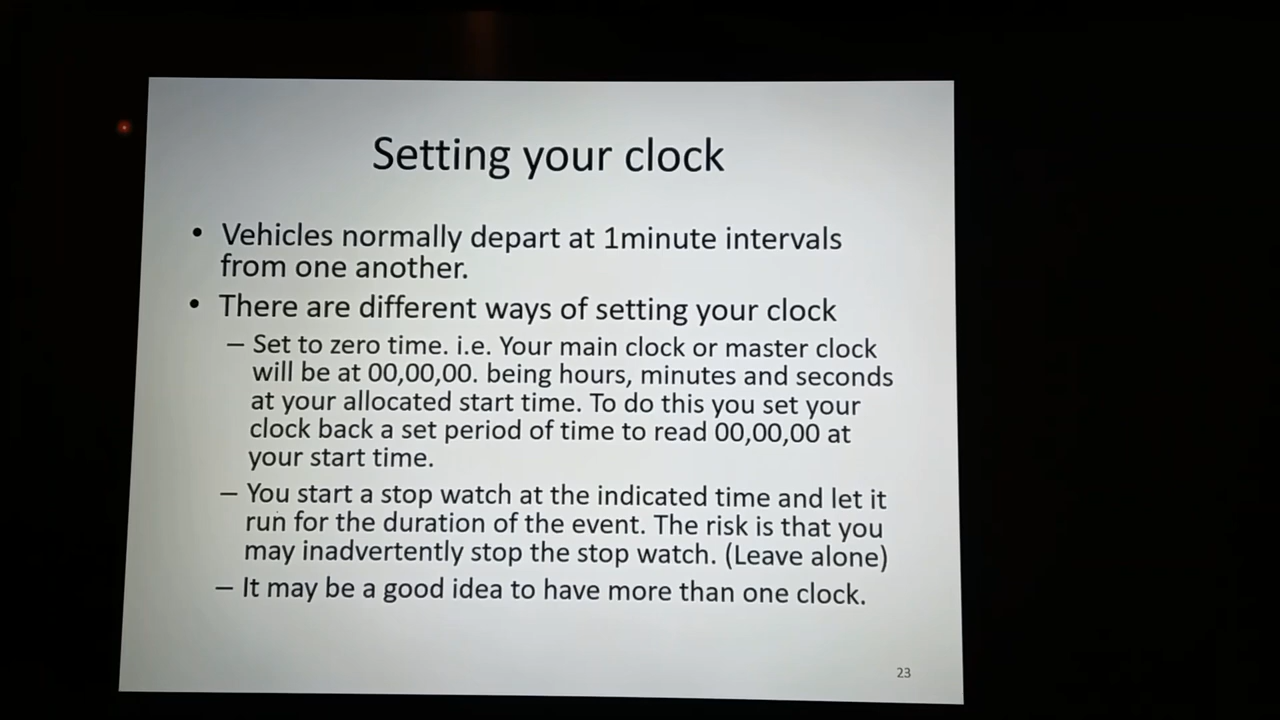 Setting your clock
• Vehicles normally depart at 1minute intervals
from one another.
• There are different ways of setting your clock
– Set to zero time. i.e. Your main clock or master clock
will be at 00,00,00. being hours, minutes and seconds
at your allocated start time. To do this you set your
clock back a set period of time to read 00,00,00 at
your start time.
– You start a stop watch at the indicated time and let it
run for the duration of the event. The risk is that you
may inadvertently stop the stop watch. (Leave alone)
– It may be a good idea to have more than one clock.
23